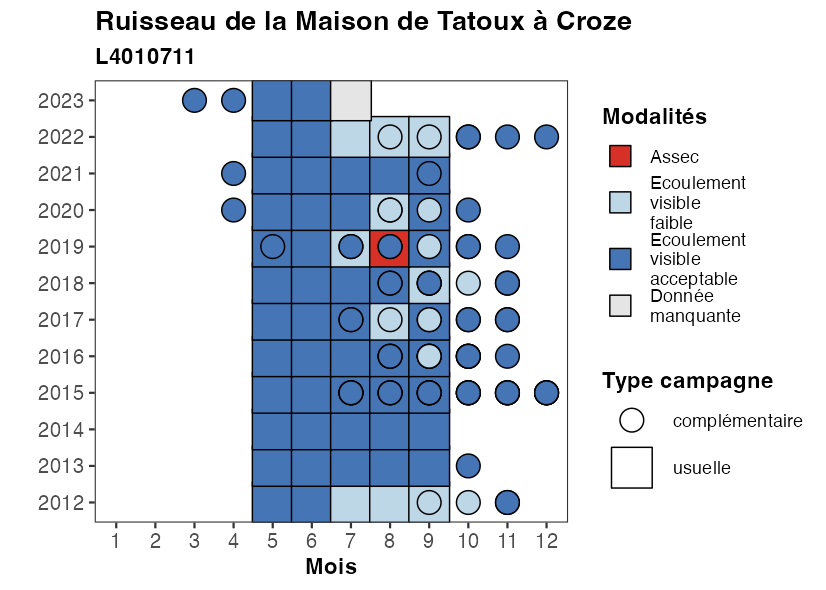 Ruisseau de la Maison de Tatoux à Croze
L4010711
2023
2022
2021
2020
2019
2018
2017
2016
2015
2014
2013
2012
1 2 3 4 5 6 7 8 9 10 11 12
Mois
Modalités
Assec
Ecoulement
visible
faible
Ecoulement
visible
acceptable
Donnée
manquante
Type campagne
complémentaire
usuelle